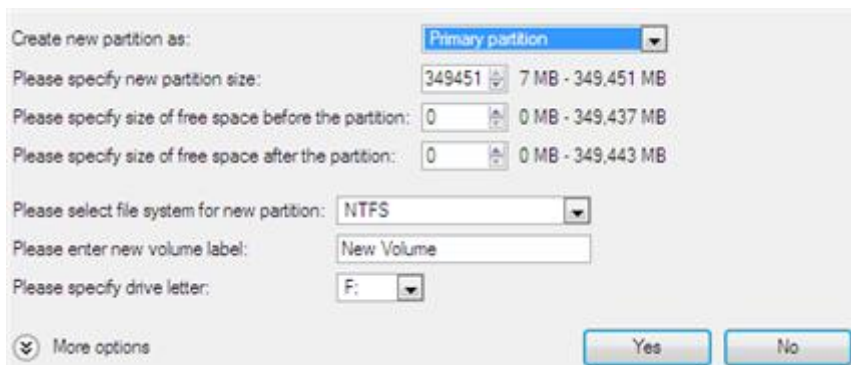 Create new partition as: Primary partition
Please specify new partition size: 349451 7 MB - 349,451 MB
Please specify size of free space before the partition: 0 0 MB - 349,437 MB
Please specify size of free space after the partition: 0 0 MB - 349,443 MB
Please select file system for new partition: NTFS
Please enter new volume label: New Volume
Please specify drive letter: F:
More options Yes No